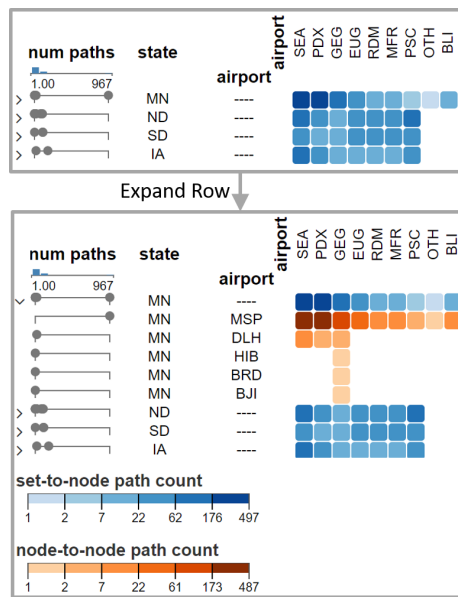 num paths state airport airport SEA PDX GEG EUG RDM MFR PSC OTH BLI
1.00 967
MN ----
ND ----
SD ----
IA ----
Expand Row
num paths state airport airport SEA PDX GEG EUG RDM MFR PSC OTH BLI
1.00 967
MN ----
MN MSP
MN DLH
MN HIB
MN BRD
MN BJI
ND ----
SD ----
IA ----
set-to-node path count
1 2 7 22 62 176 497
node-to-node path count
1 2 7 22 61 173 487